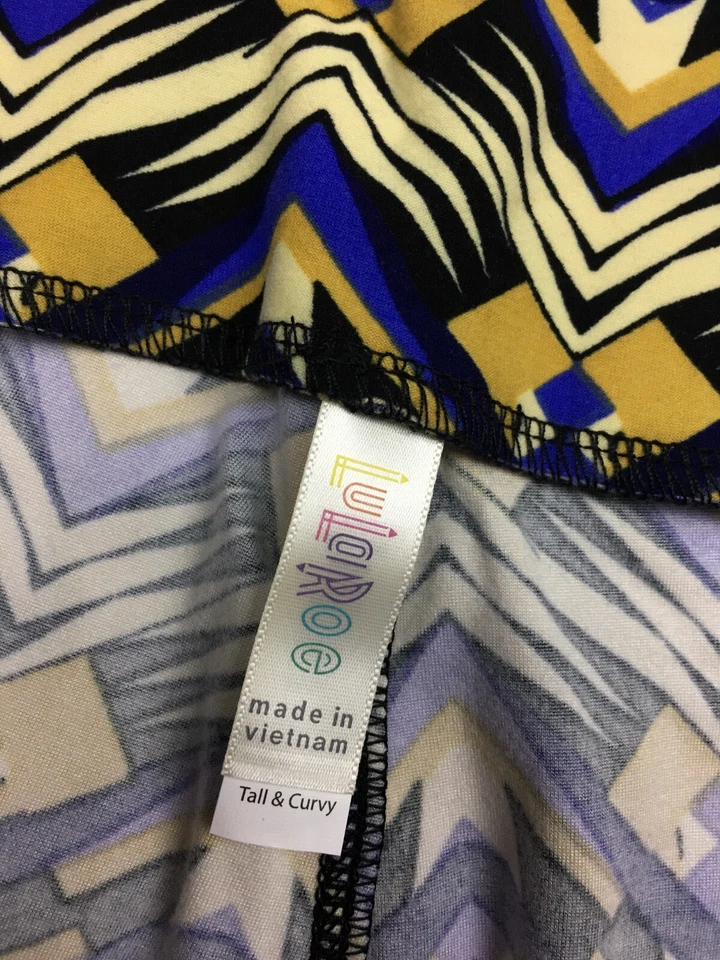 LuLaRoe
made in
vietnam
Tall & Curvy